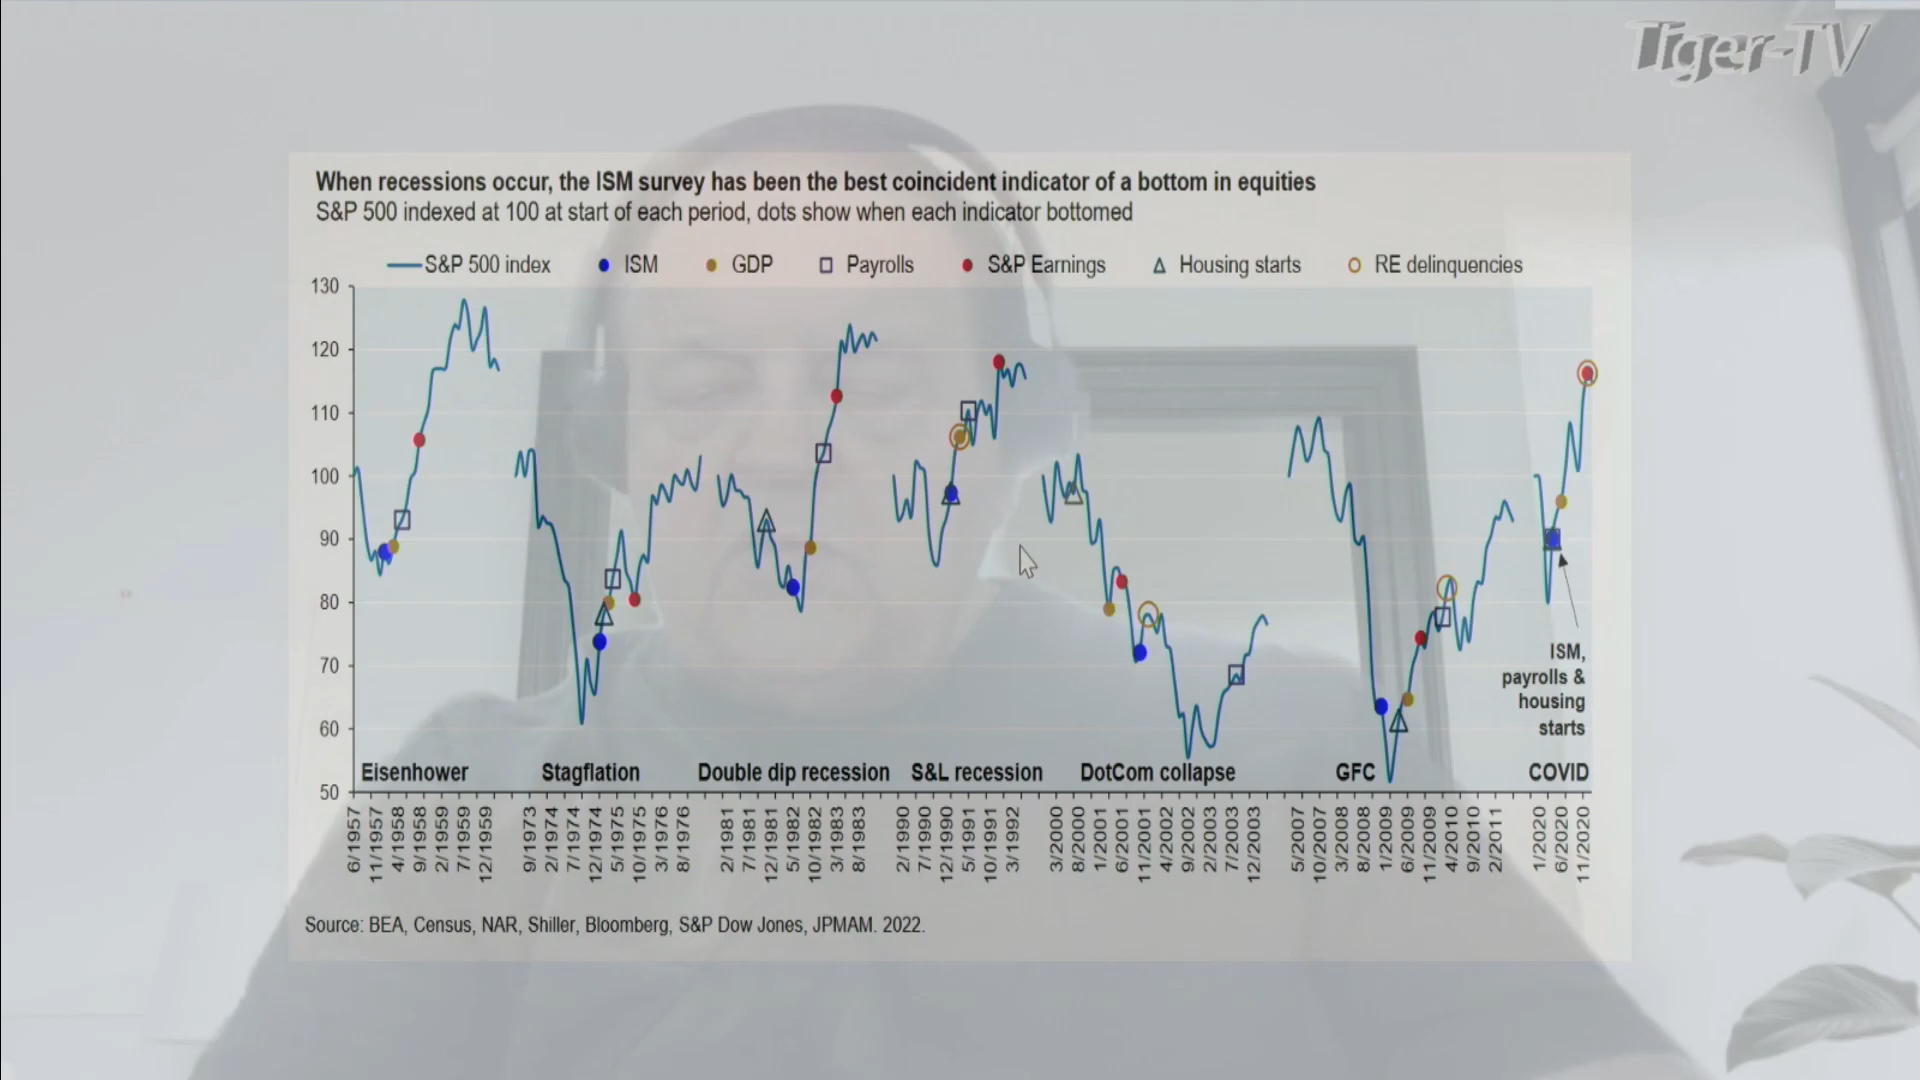 Tiger-TV
When recessions occur, the ISM survey has been the best coincident indicator of a bottom in equities
S&P 500 indexed at 100 at start of each period, dots show when each indicator bottomed
S&P 500 index ISM GDP Payrolls S&P Earnings Housing starts RE delinquencies
130
120
110
100
90
80
70
60
50
ISM,
payrolls &
housing
starts
Eisenhower Stagflation Double dip recession S&L recession DotCom collapse GFC COVID
6/1957 11/1957 4/1958 9/1958 2/1959 7/1959 12/1959 9/1973 2/1974 7/1974 12/1974 5/1975 10/1975 3/1976 8/1976 2/1981 7/1981 12/1981 5/1982 10/1982 3/1983 8/1983 2/1990 7/1990 12/1990 5/1991 10/1991 3/1992 3/2000 8/2000 1/2001 6/2001 11/2001 4/2002 9/2002 2/2003 7/2003 12/2003 5/2007 10/2007 3/2008 8/2008 1/2009 6/2009 11/2009 4/2010 9/2010 2/2011 1/2020 6/2020 11/2020
Source: BEA, Census, NAR, Shiller, Bloomberg, S&P Dow Jones, JPMAM. 2022.